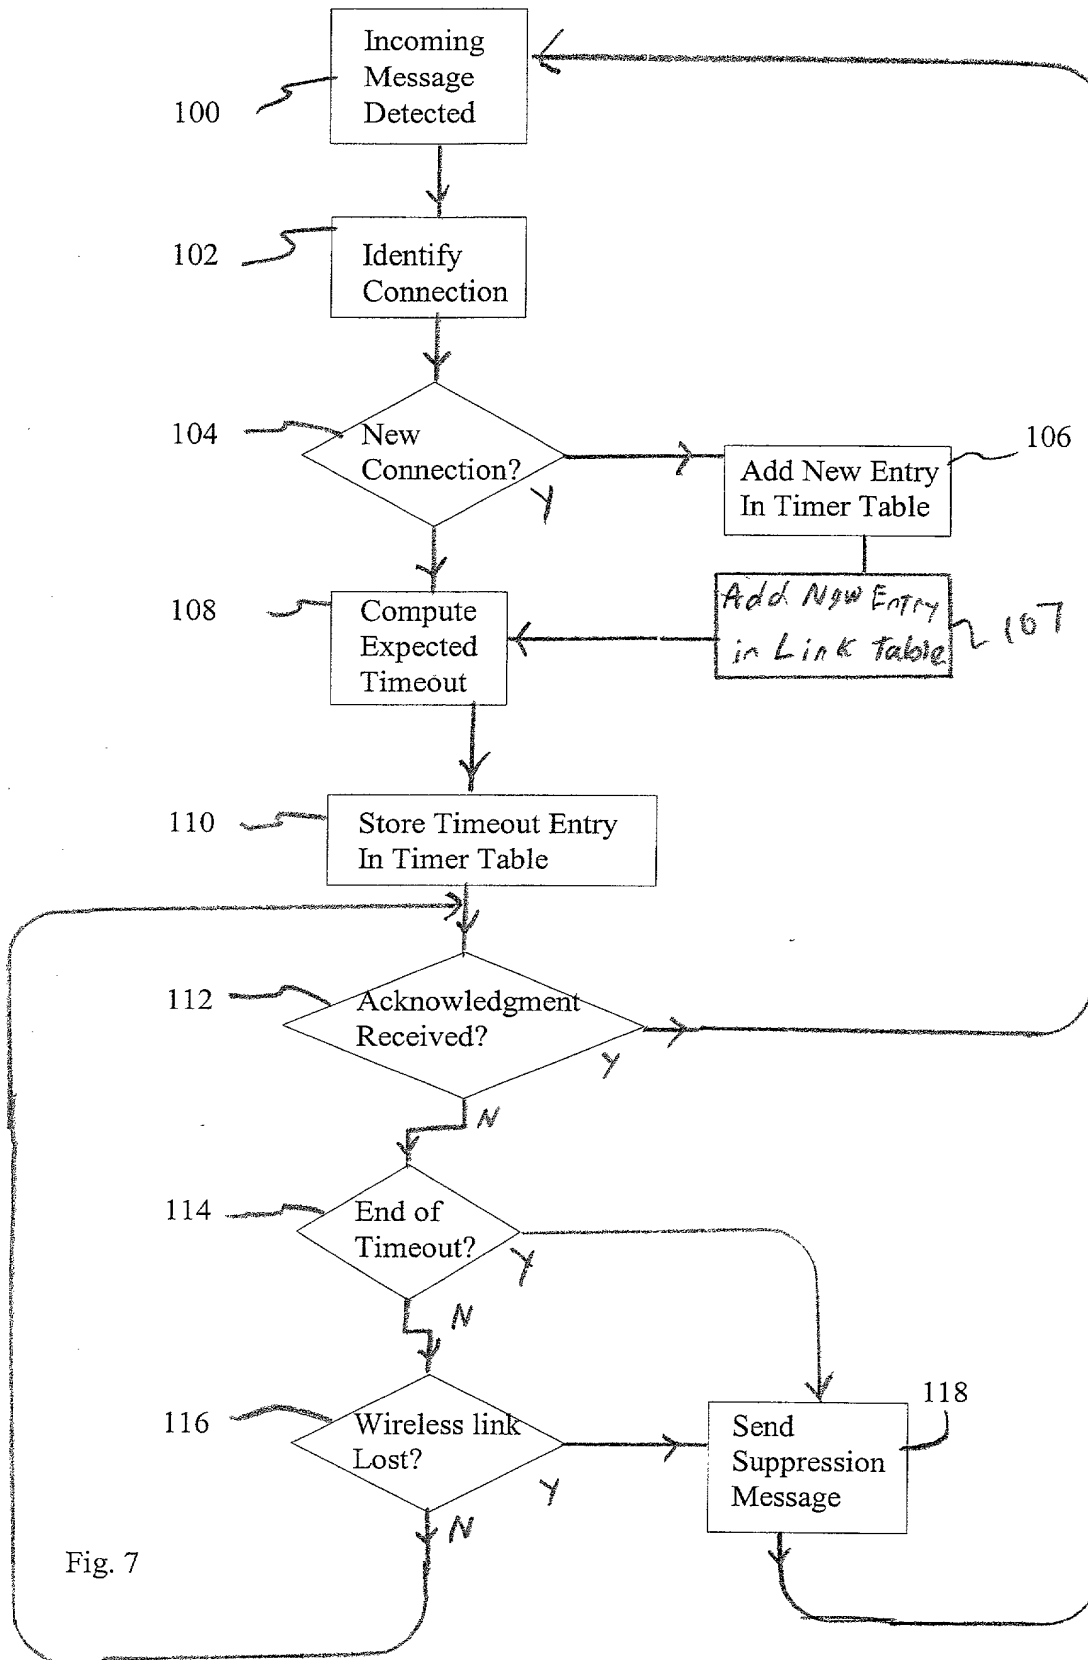 Incoming
Message
Detected
100
Identify
Connection
102
New
Connection?
104
Y
Add New Entry
In Timer Table
106
Add New Entry
in Link Table
107
Compute
Expected
Timeout
108
Store Timeout Entry
In Timer Table
110
Acknowledgment
Received?
112
Y
N
End of
Timeout?
114
Y
N
Wireless link
Lost?
116
Y
N
Send
Suppression
Message
118
Fig. 7